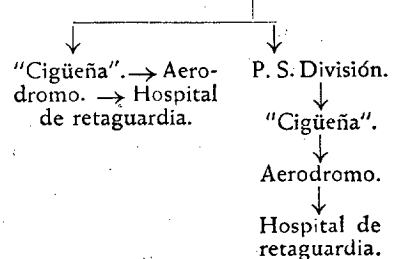 "Cigüeña". → Aero-
dromo. → Hospital
de retaguardia.
P. S. División.
"Cigüeña".
Aerodromo.
Hospital de
retaguardia.